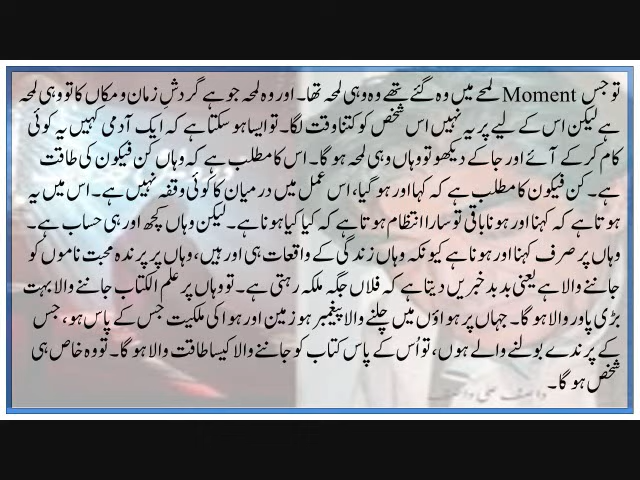 تو جس Moment لمحے میں وہ گئے تھے وہ وہی لمحہ تھا۔ اور وہ لمحہ جو ہے گردشِ زمان و مکاں کا تو وہی لمحہ
ہے لیکن اس کے لیے پر یہ نہیں اس شخص کو کتنا وقت لگا۔ تو ایسا ہو سکتا ہے کہ ایک آدمی کہیں یہ کوئی
کام کر کے آئے اور جا کے دیکھو تو وہاں وہی لمحہ ہو گا۔ اس کا مطلب ہے کہ وہاں کن فیکون کی طاقت
ہے۔ کن فیکون کا مطلب ہے کہ کہا اور ہو گیا، اس عمل میں درمیان کا کوئی وقفہ نہیں ہے۔ اس میں یہ
ہوتا ہے کہ کہنا اور ہونا باقی تو سارا انتظام ہوتا ہے کہ کیا کیا ہونا ہے۔ لیکن وہاں کچھ اور ہی حساب ہے۔
وہاں پر صرف کہنا اور ہونا ہے کیونکہ وہاں زندگی کے واقعات ہی اور ہیں، وہاں پر پرندہ محبت ناموں کو
جاننے والا ہے یعنی ہدہد خبریں دیتا ہے کہ فلاں جگہ ملکہ رہتی ہے۔ تو وہاں پر علم الکتاب جاننے والا بہت
بڑی پاور والا ہو گا۔ جہاں پر ہواؤں میں چلنے والا پیغمبر ہو زمین اور ہوا کی ملکیت جس کے پاس ہو، جس
کے پرندے بولنے والے ہوں، تو اُس کے پاس کتاب کو جاننے والا کیسا طاقت والا ہو گا۔ تو وہ خاص ہی
شخص ہو گا۔
واصف علی واصف